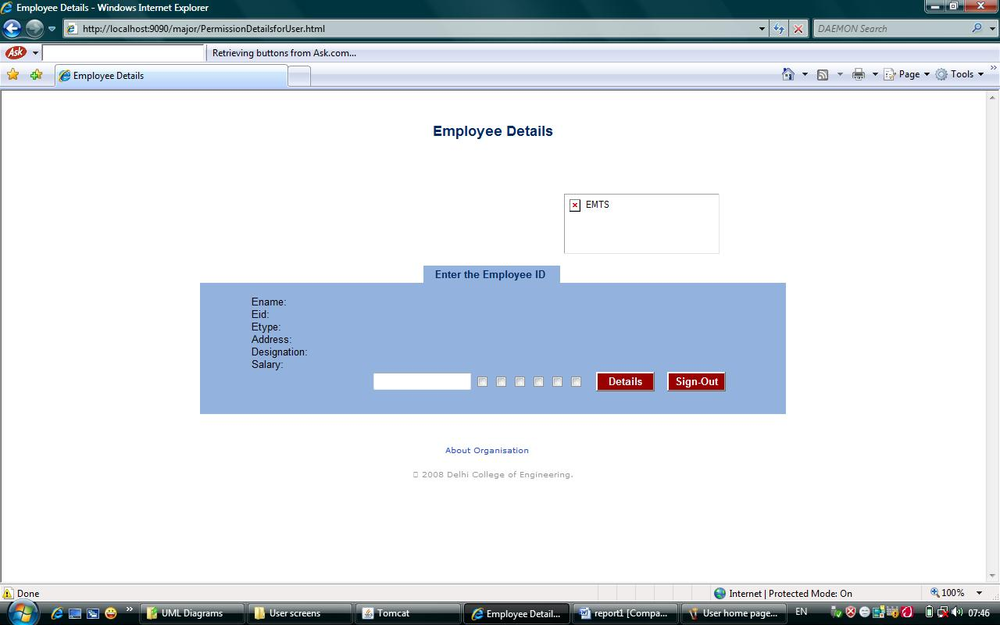 Employee Details - Windows Internet Explorer
http://localhost:9090/major/PermissionDetailsforUser.html
DAEMON Search
Ask
Retrieving buttons from Ask.com...
Employee Details
Page
Tools
Employee Details
EMTS
Enter the Employee ID
Ename:
Eid:
Etype:
Address:
Designation:
Salary:
Details
Sign-Out
About Organisation
2008 Delhi College of Engineering.
Done
Internet | Protected Mode: On
100%
UML Diagrams
User screens
Tomcat
Employee Detail...
report1 [Compa...
User home page...
EN
07:46